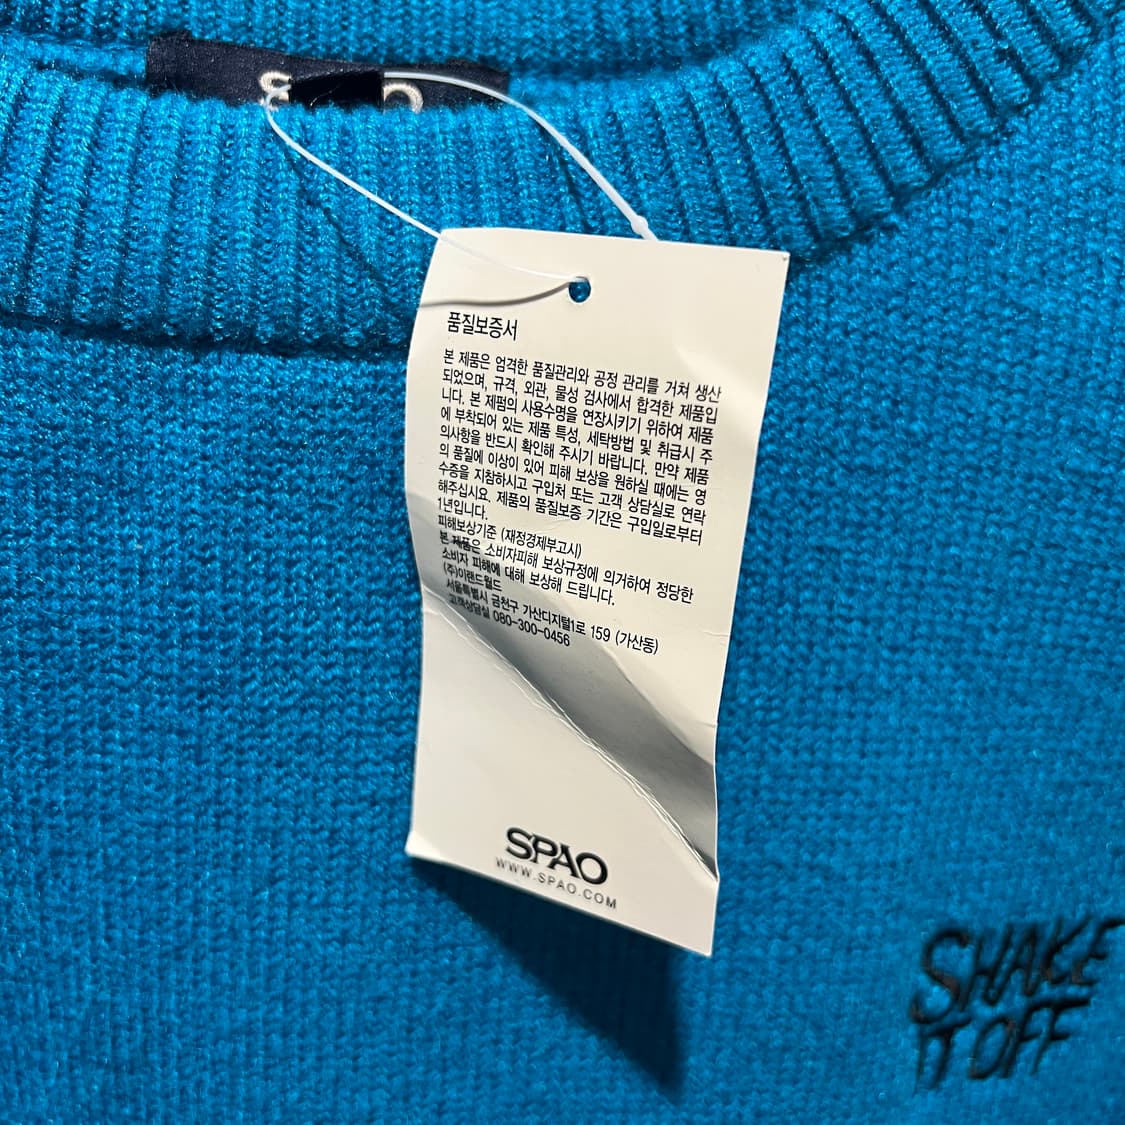 품질보증서
본 제품은 엄격한 품질관리와 공정 관리를 거쳐 생산
되었으며, 규격, 외관, 물성 검사에서 합격한 제품입
니다. 본 제펌의 사용수명을 연장시키기 위하여 제품
에 부착되어 있는 제품 특성, 세탁방법 및 취급시 주
의사항을 반드시 확인해 주시기 바랍니다. 만약 제품
의 품질에 이상이 있어 피해 보상을 원하실 때에는 영
수증을 지참하시고 구입처 또는 고객 상담실로 연락
해주십시요. 제품의 품질보증 기간은 구입일로부터
1년입니다.
피해보상기준 (재정경제부고시)
본 제품은 소비자피해 보상규정에 의거하여 정당한
소비자 피해에 대해 보상해 드립니다.
(주)이랜드월드
서울특별시 금천구 가산디지털1로 159 (가산동)
고객상담실 080-300-0456
SPAO
WWW.SPAO.COM
SHAKE
IT OFF